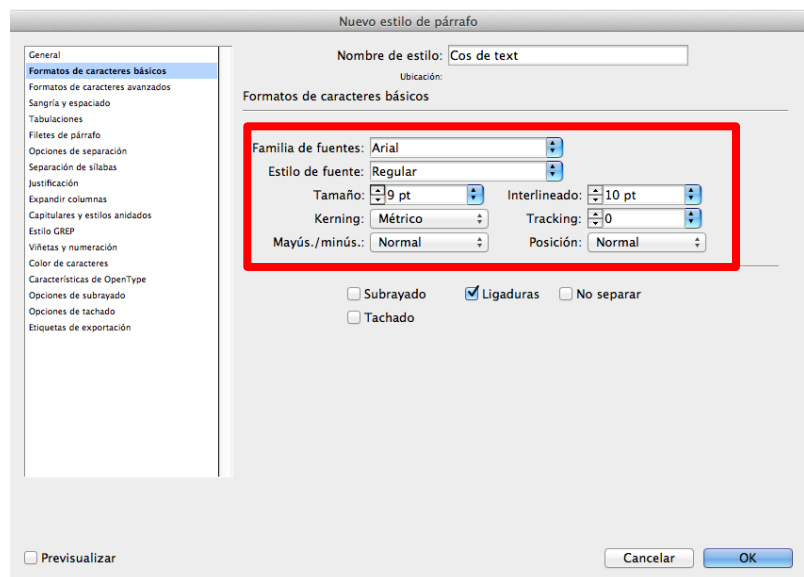 Nuevo estilo de párrafo
General
Formatos de caracteres básicos
Formatos de caracteres avanzados
Sangría y espaciado
Tabulaciones
Filetes de párrafo
Opciones de separación
Separación de sílabas
Justificación
Expandir columnas
Capitulares y estilos anidados
Estilo GREP
Viñetas y numeración
Color de caracteres
Características de OpenType
Opciones de subrayado
Opciones de tachado
Etiquetas de exportación
Nombre de estilo: Cos de text
Ubicación:
Formatos de caracteres básicos
Familia de fuentes: Arial
Estilo de fuente: Regular
Tamaño: 9 pt Interlineado: 10 pt
Kerning: Métrico Tracking: 0
Mayús./minús.: Normal Posición: Normal
Subrayado Ligaduras No separar
Tachado
Previsualizar Cancelar OK